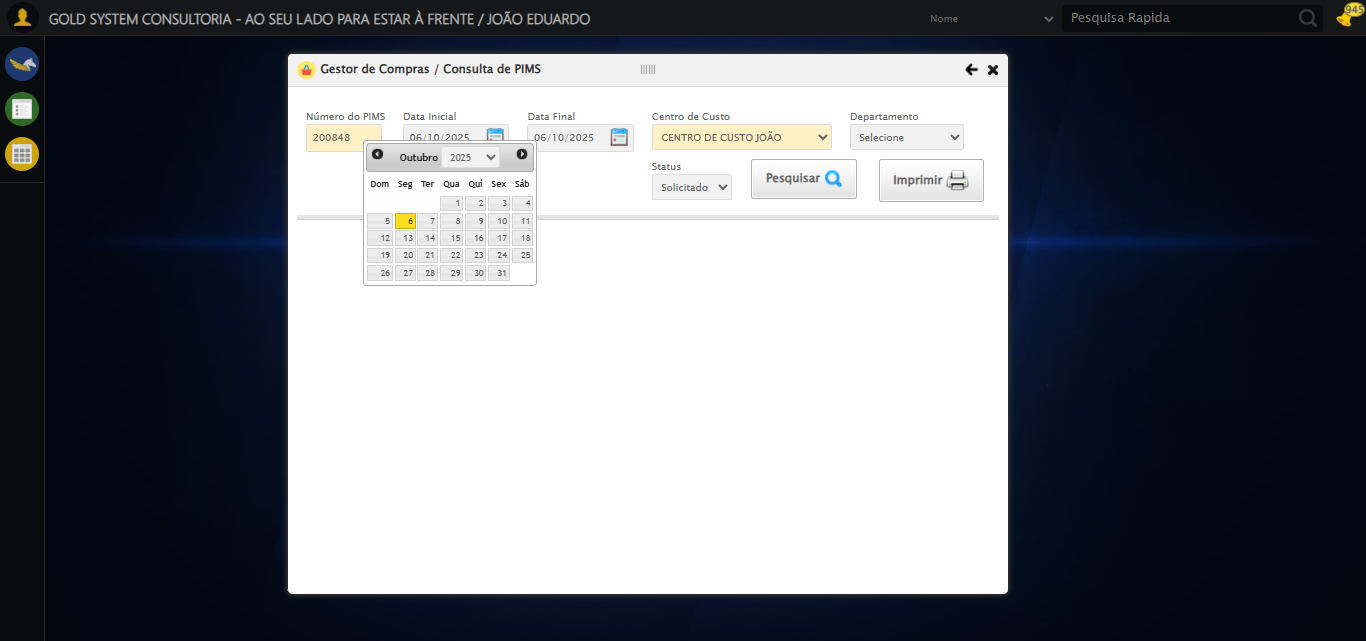 GOLD SYSTEM CONSULTORIA - AO SEU LADO PARA ESTAR À FRENTE / JOÃO EDUARDO
Nome
Pesquisa Rapida
945
Gestor de Compras / Consulta de PIMS
Número do PIMS Data Inicial Data Final Centro de Custo Departamento
200848 06/10/2025 06/10/2025 CENTRO DE CUSTO JOÃO Selecione
Status
Solicitado Pesquisar Imprimir
Outubro 2025
Dom Seg Ter Qua Qui Sex Sáb
1 2 3 4
5 6 7 8 9 10 11
12 13 14 15 16 17 18
19 20 21 22 23 24 25
26 27 28 29 30 31